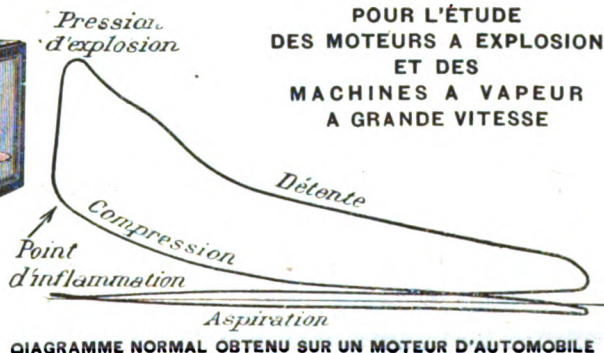 POUR L'ÉTUDE
DES MOTEURS A EXPLOSION
ET DES
MACHINES A VAPEUR
A GRANDE VITESSE
Pression
d'explosion
Détente
Compression
Point
d'inflammation
Aspiration
DIAGRAMME NORMAL OBTENU SUR UN MOTEUR D'AUTOMOBILE